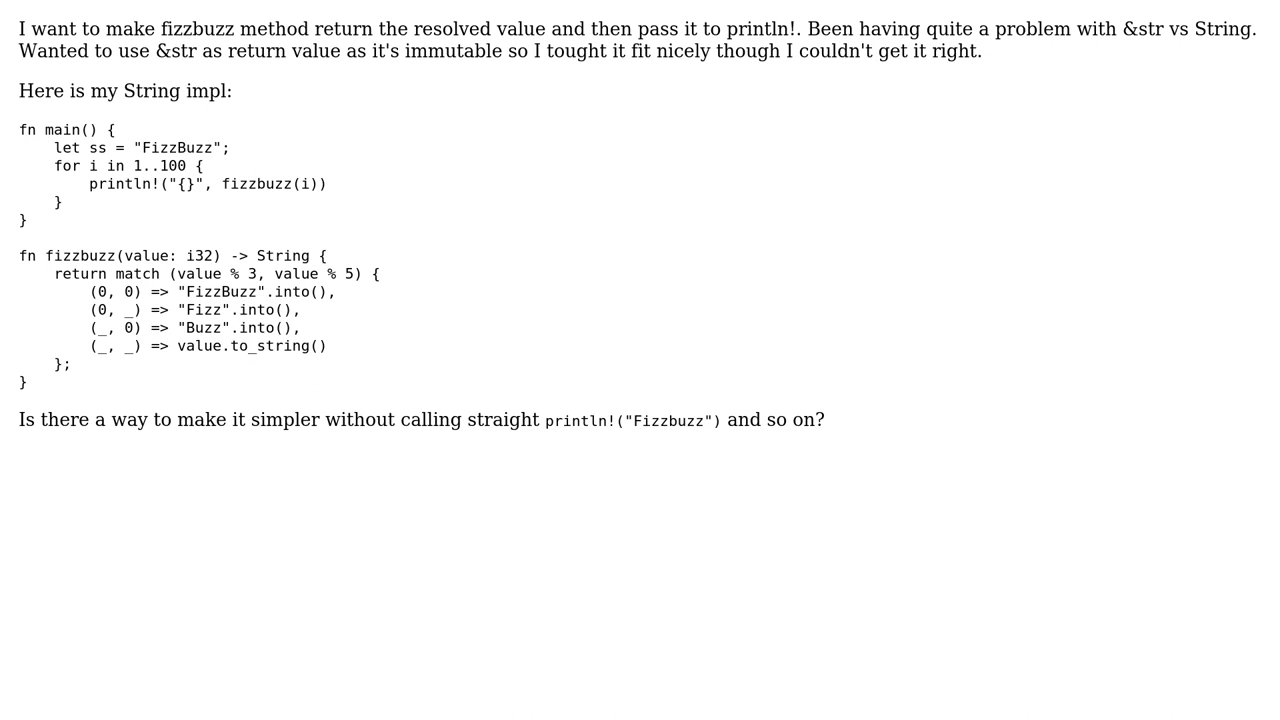 I want to make fizzbuzz method return the resolved value and then pass it to println!. Been having quite a problem with &str vs String.
Wanted to use &str as return value as it's immutable so I tought it fit nicely though I couldn't get it right.
Here is my String impl:
fn main() {
    let ss = "FizzBuzz";
    for i in 1..100 {
        println!("{}", fizzbuzz(i))
    }
}
fn fizzbuzz(value: i32) -> String {
    return match (value % 3, value % 5) {
        (0, 0) => "FizzBuzz".into(),
        (0, _) => "Fizz".into(),
        (_, 0) => "Buzz".into(),
        (_, _) => value.to_string()
    };
}
Is there a way to make it simpler without calling straight println!("Fizzbuzz") and so on?